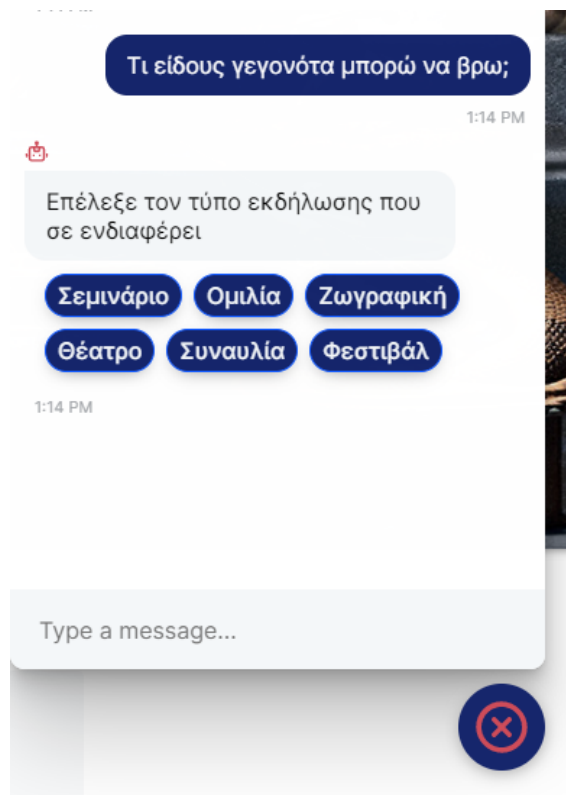 Τι είδους γεγονότα μπορώ να βρω;
1:14 PM
Επέλεξε τον τύπο εκδήλωσης που
σε ενδιαφέρει
Σεμινάριο Ομιλία Ζωγραφική
Θέατρο Συναυλία Φεστιβάλ
1:14 PM
Type a message...